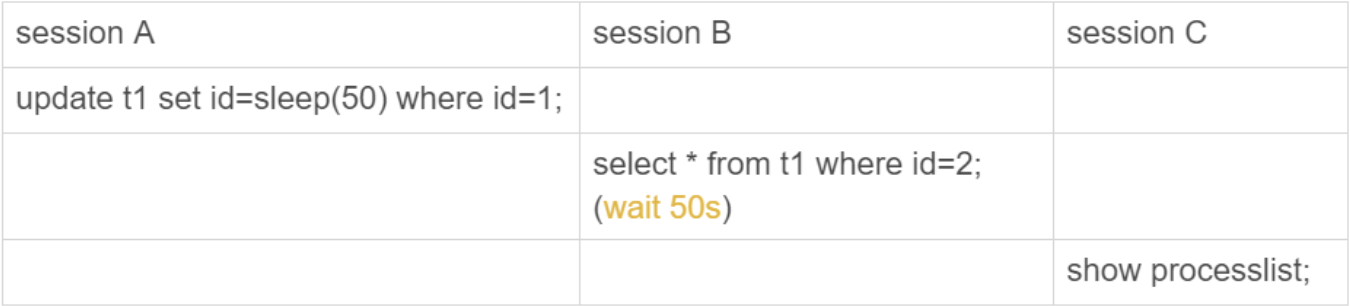 session A
session B
session C
update t1 set id=sleep(50) where id=1;
select * from t1 where id=2;
(wait 50s)
show processlist;